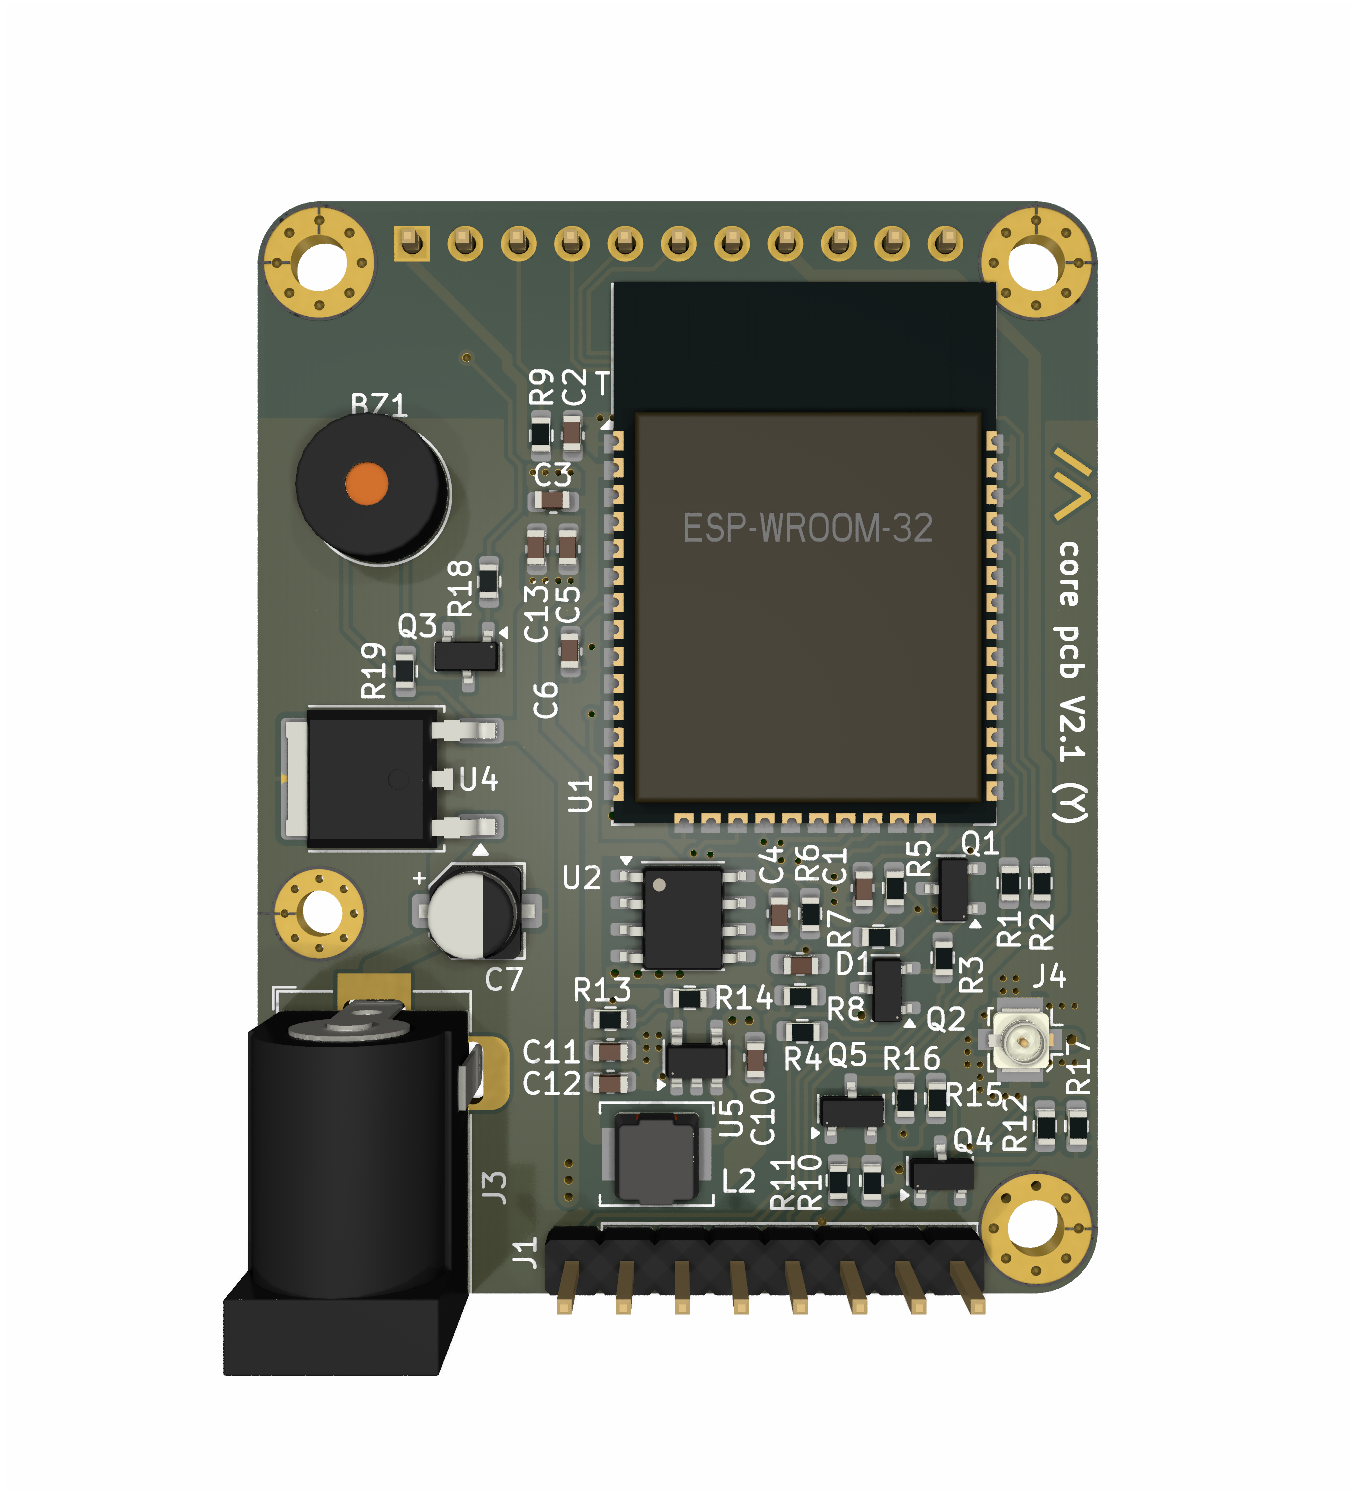 BZ1
R9
C2
T
C3
ESP-WROOM-32
core pcb V2.1 (Y)
R18
C13
C5
Q3
R19
C6
U4
U1
U2
C4
R6
C1
R5
Q1
+
R7
R1
R2
D1
R3
J4
C7
R13
R14
R8
Q2
C11
R4
Q5
R16
R17
C12
R15
U5
C10
R12
Q4
J3
L2
R11
R10
J1